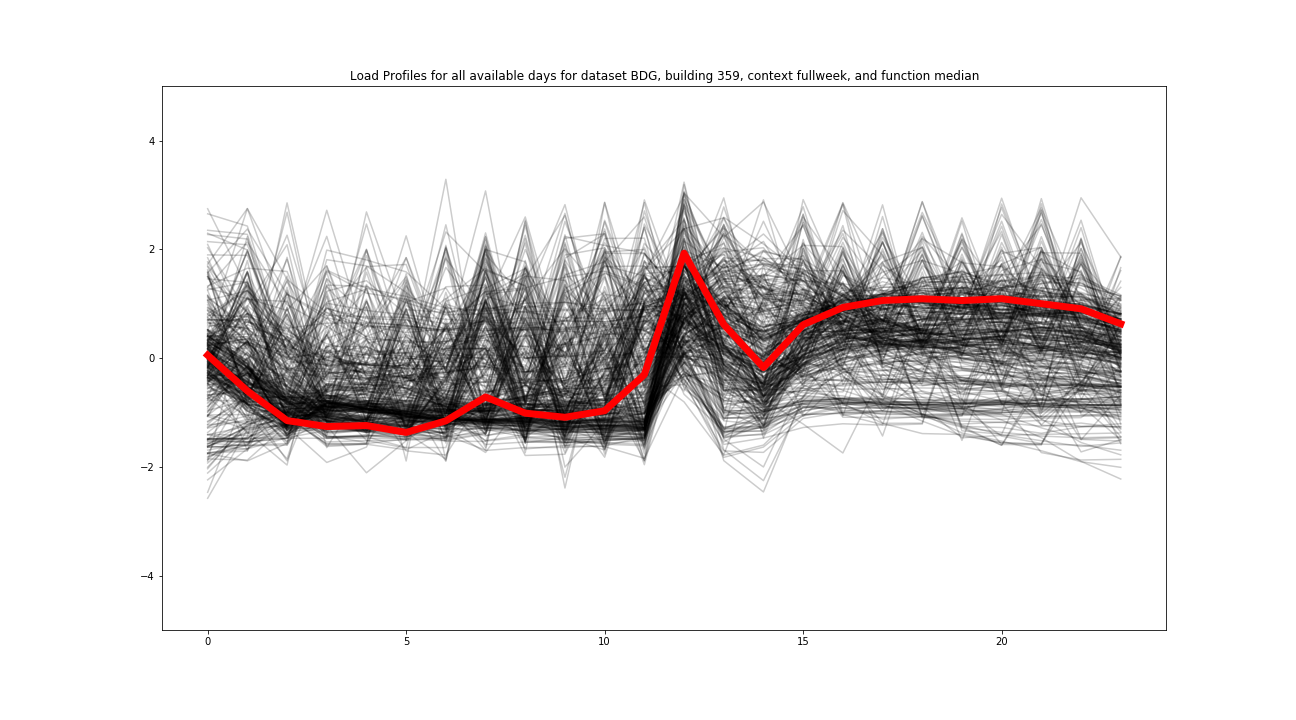 Load Profiles for all available days for dataset BDG, building 359, context fullweek, and function median
4
2
0
−2
−4
0 5 10 15 20